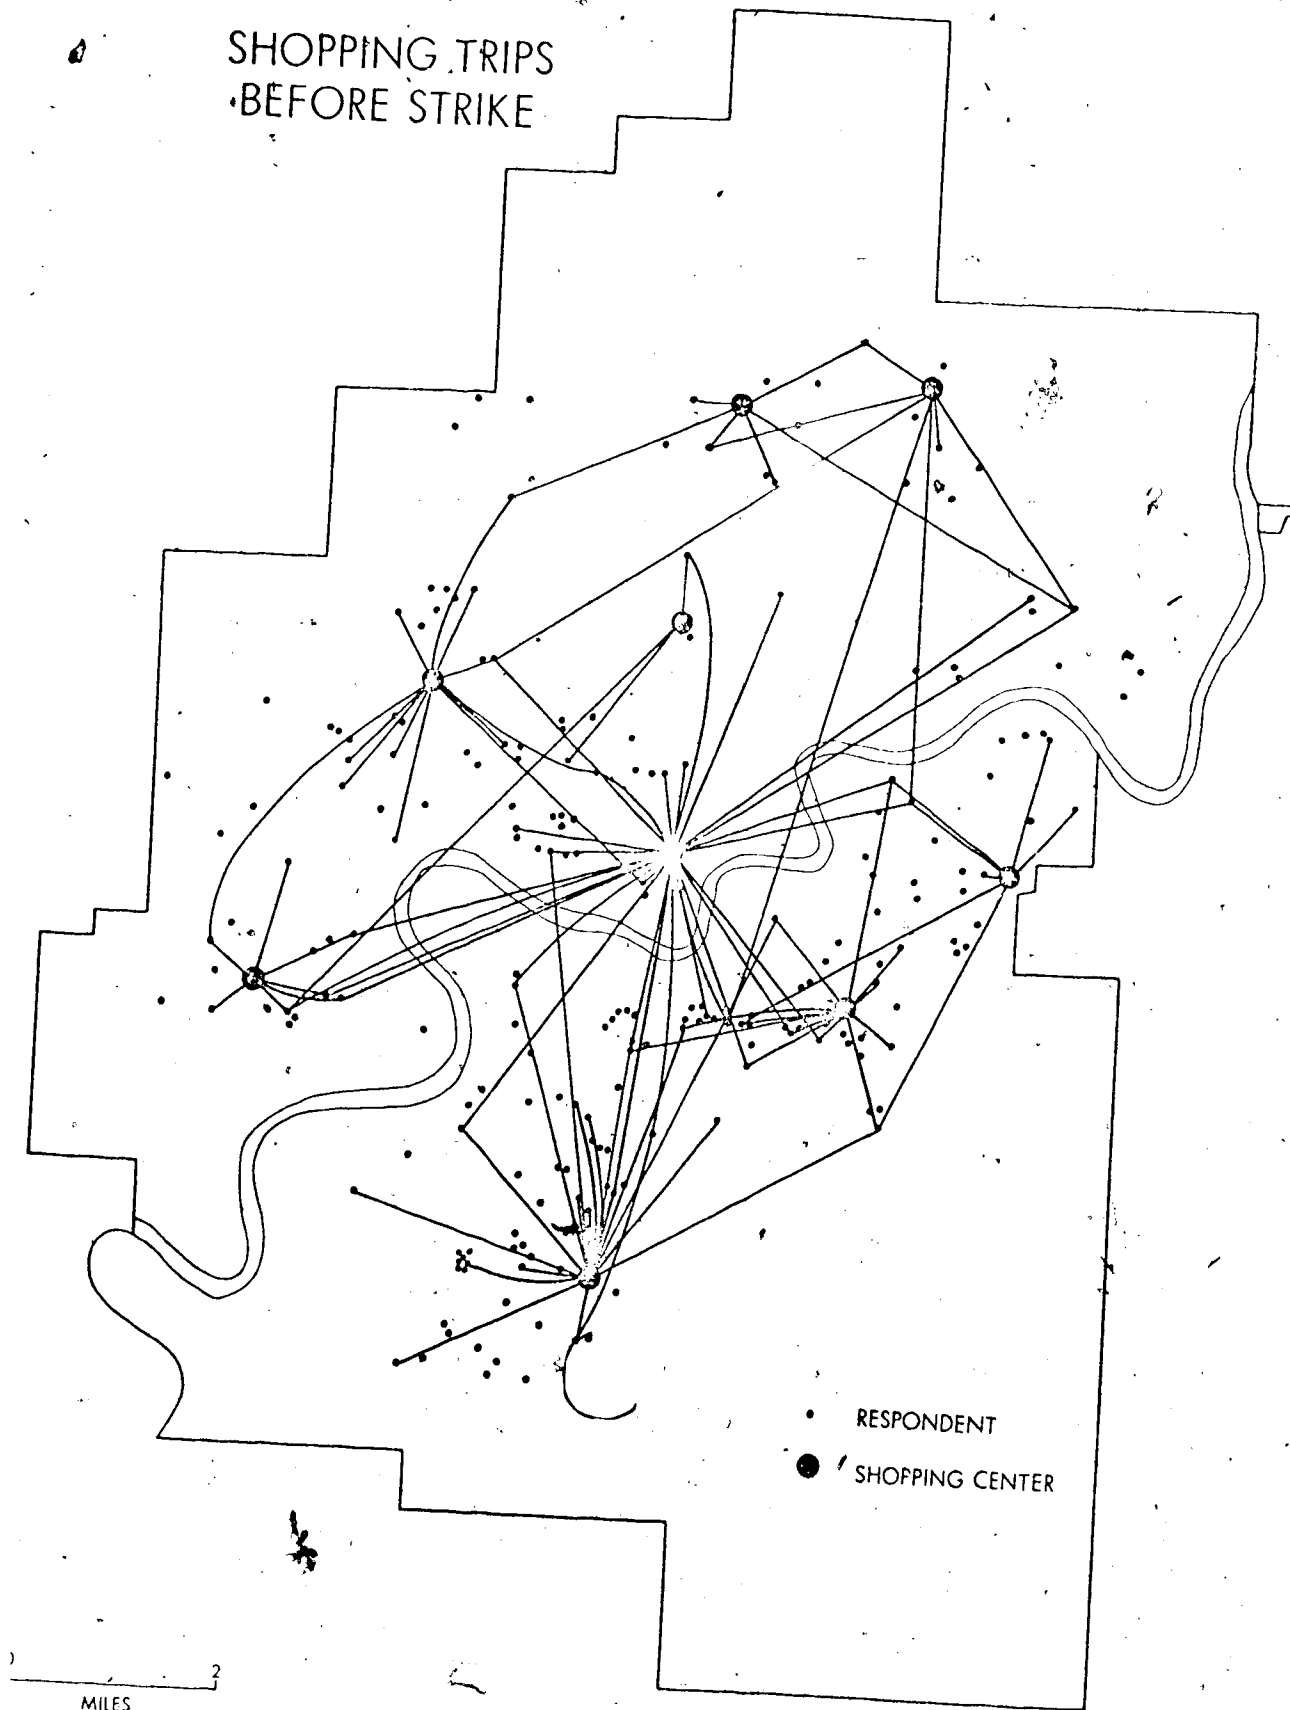 SHOPPING TRIPS
BEFORE STRIKE
RESPONDENT
SHOPPING CENTER
2
MILES